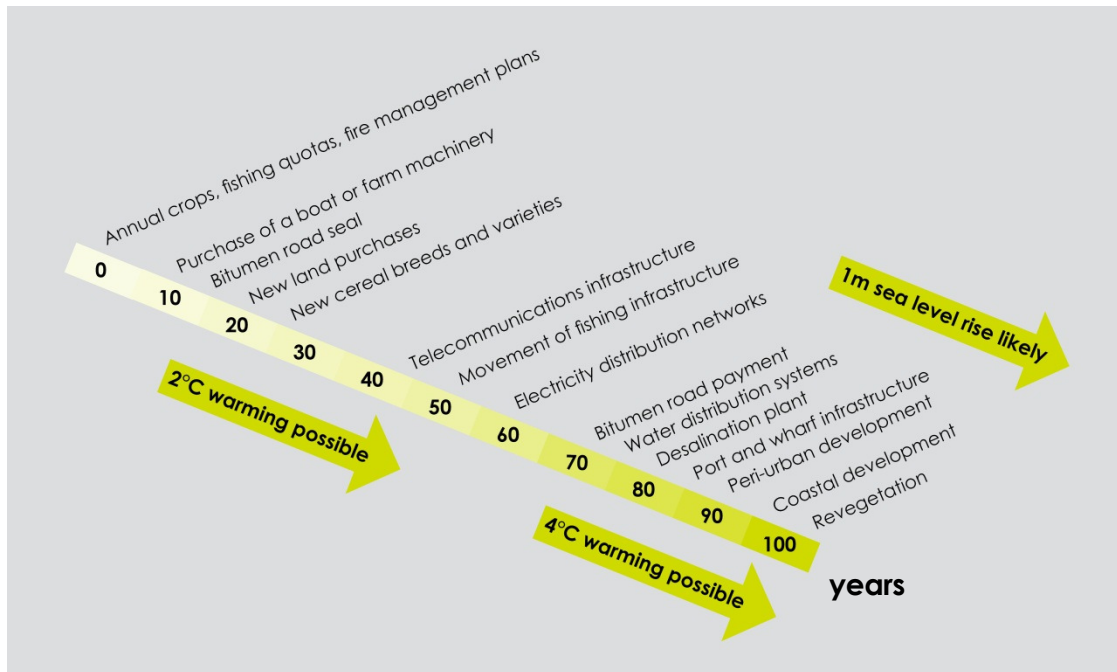 Annual crops, fishing quotas, fire management plans
Purchase of a boat or farm machinery
Bitumen road seal
New land purchases
New cereal breeds and varieties
Telecommunications infrastructure
Movement of fishing infrastructure
Electricity distribution networks
Bitumen road payment
Water distribution systems
Desalination plant
Port and wharf infrastructure
Peri-urban development
Coastal development
Revegetation
0
10
20
30
40
50
60
70
80
90
100
years
2°C warming possible
4°C warming possible
1m sea level rise likely